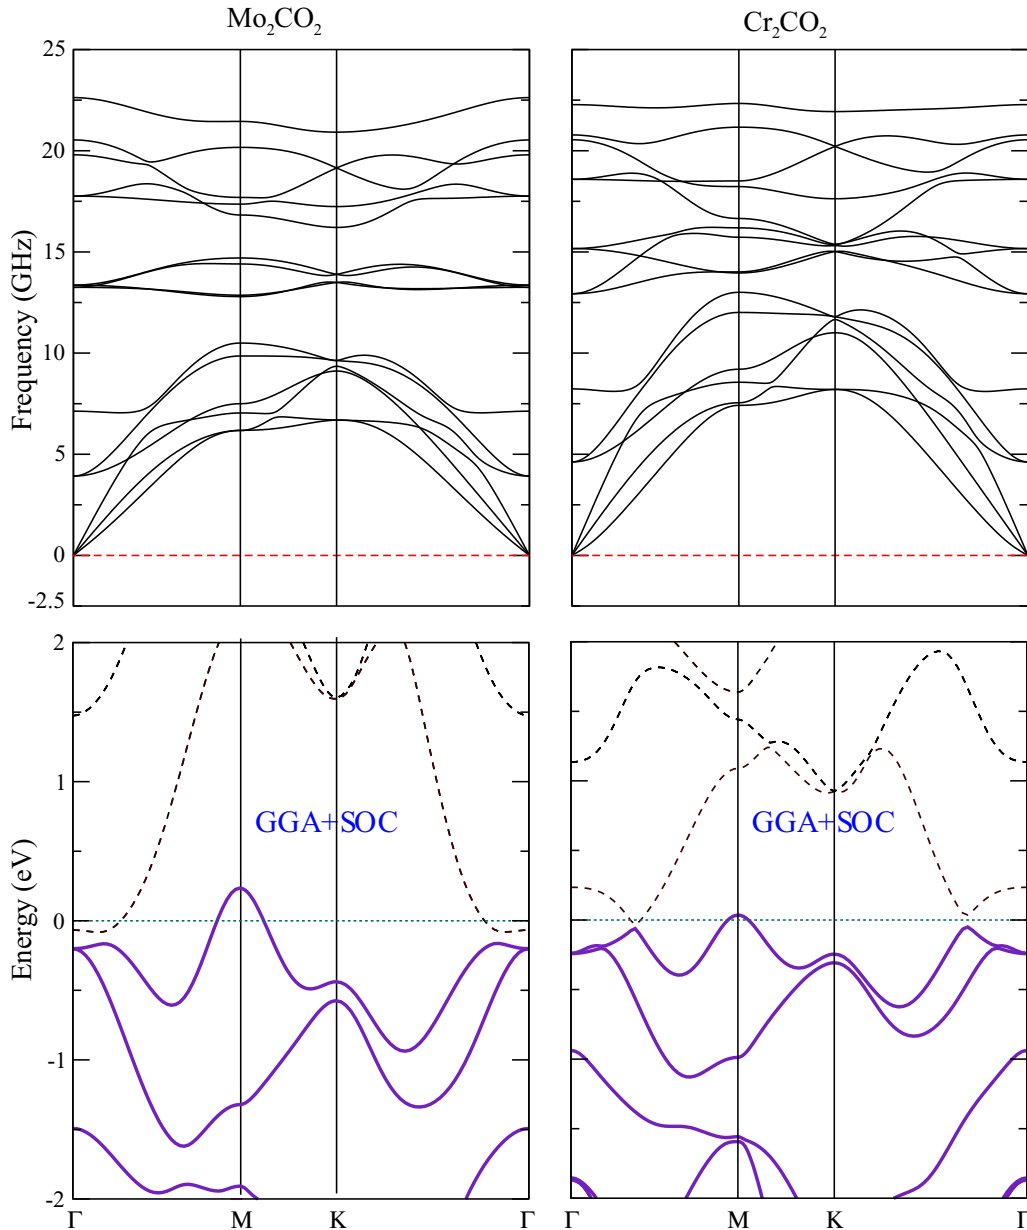 Mo₂CO₂ Cr₂CO₂
25
20
15
10
5
0
-2.5
Frequency (GHz)
2
1
0
-1
-2
Energy (eV)
GGA+SOC GGA+SOC
Γ M K Γ Γ M K Γ